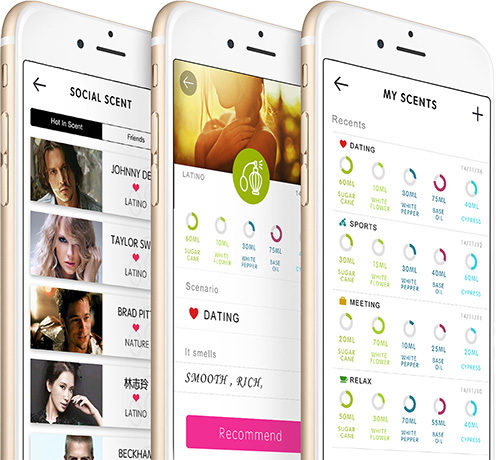 SOCIAL SCENT
Hot in Scent
Friends
JOHNNY DE
LATINO
TAYLOR SW
LATINO
BRAD PITT
NATURE
林志玲
LATINO
BECKHAM
LATINO
14
60ML
10ML
30ML
75ML
SUGAR CANE
WHITE FLOWER
WHITE PEPPER
BASE OIL
Scenario
DATING
It smells
SMOOTH , RICH,
Recommend
MY SCENTS
Recents
DATING
60ML
10ML
30ML
75ML
40ML
SUGAR CANE
WHITE FLOWER
WHITE PEPPER
BASE OIL
CYPRESS
SPORTS
30ML
30ML
20ML
40ML
60ML
SUGAR CANE
WHITE FLOWER
WHITE PEPPER
BASE OIL
CYPRESS
MEETING
20ML
70ML
10ML
25ML
20ML
SUGAR CANE
WHITE FLOWER
WHITE PEPPER
BASE OIL
CYPRESS
RELAX
50ML
30ML
70ML
55ML
40ML
SUGAR CANE
WHITE FLOWER
WHITE PEPPER
BASE OIL
CYPRESS